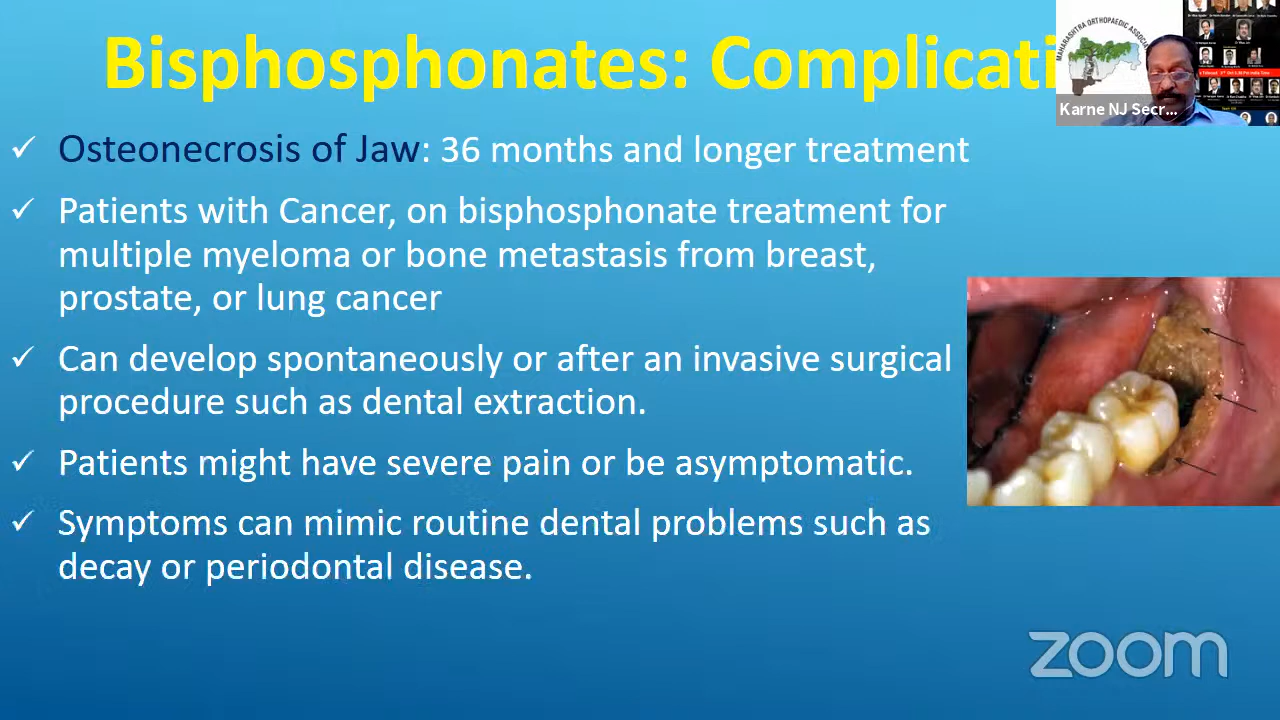 Bisphosphonates: Complicati
MAHARASHTRA ORTHOPAEDIC ASSOC
Karne NJ Secr...
✓ Osteonecrosis of Jaw: 36 months and longer treatment
✓ Patients with Cancer, on bisphosphonate treatment for
multiple myeloma or bone metastasis from breast,
prostate, or lung cancer
✓ Can develop spontaneously or after an invasive surgical
procedure such as dental extraction.
✓ Patients might have severe pain or be asymptomatic.
✓ Symptoms can mimic routine dental problems such as
decay or periodontal disease.
zoom